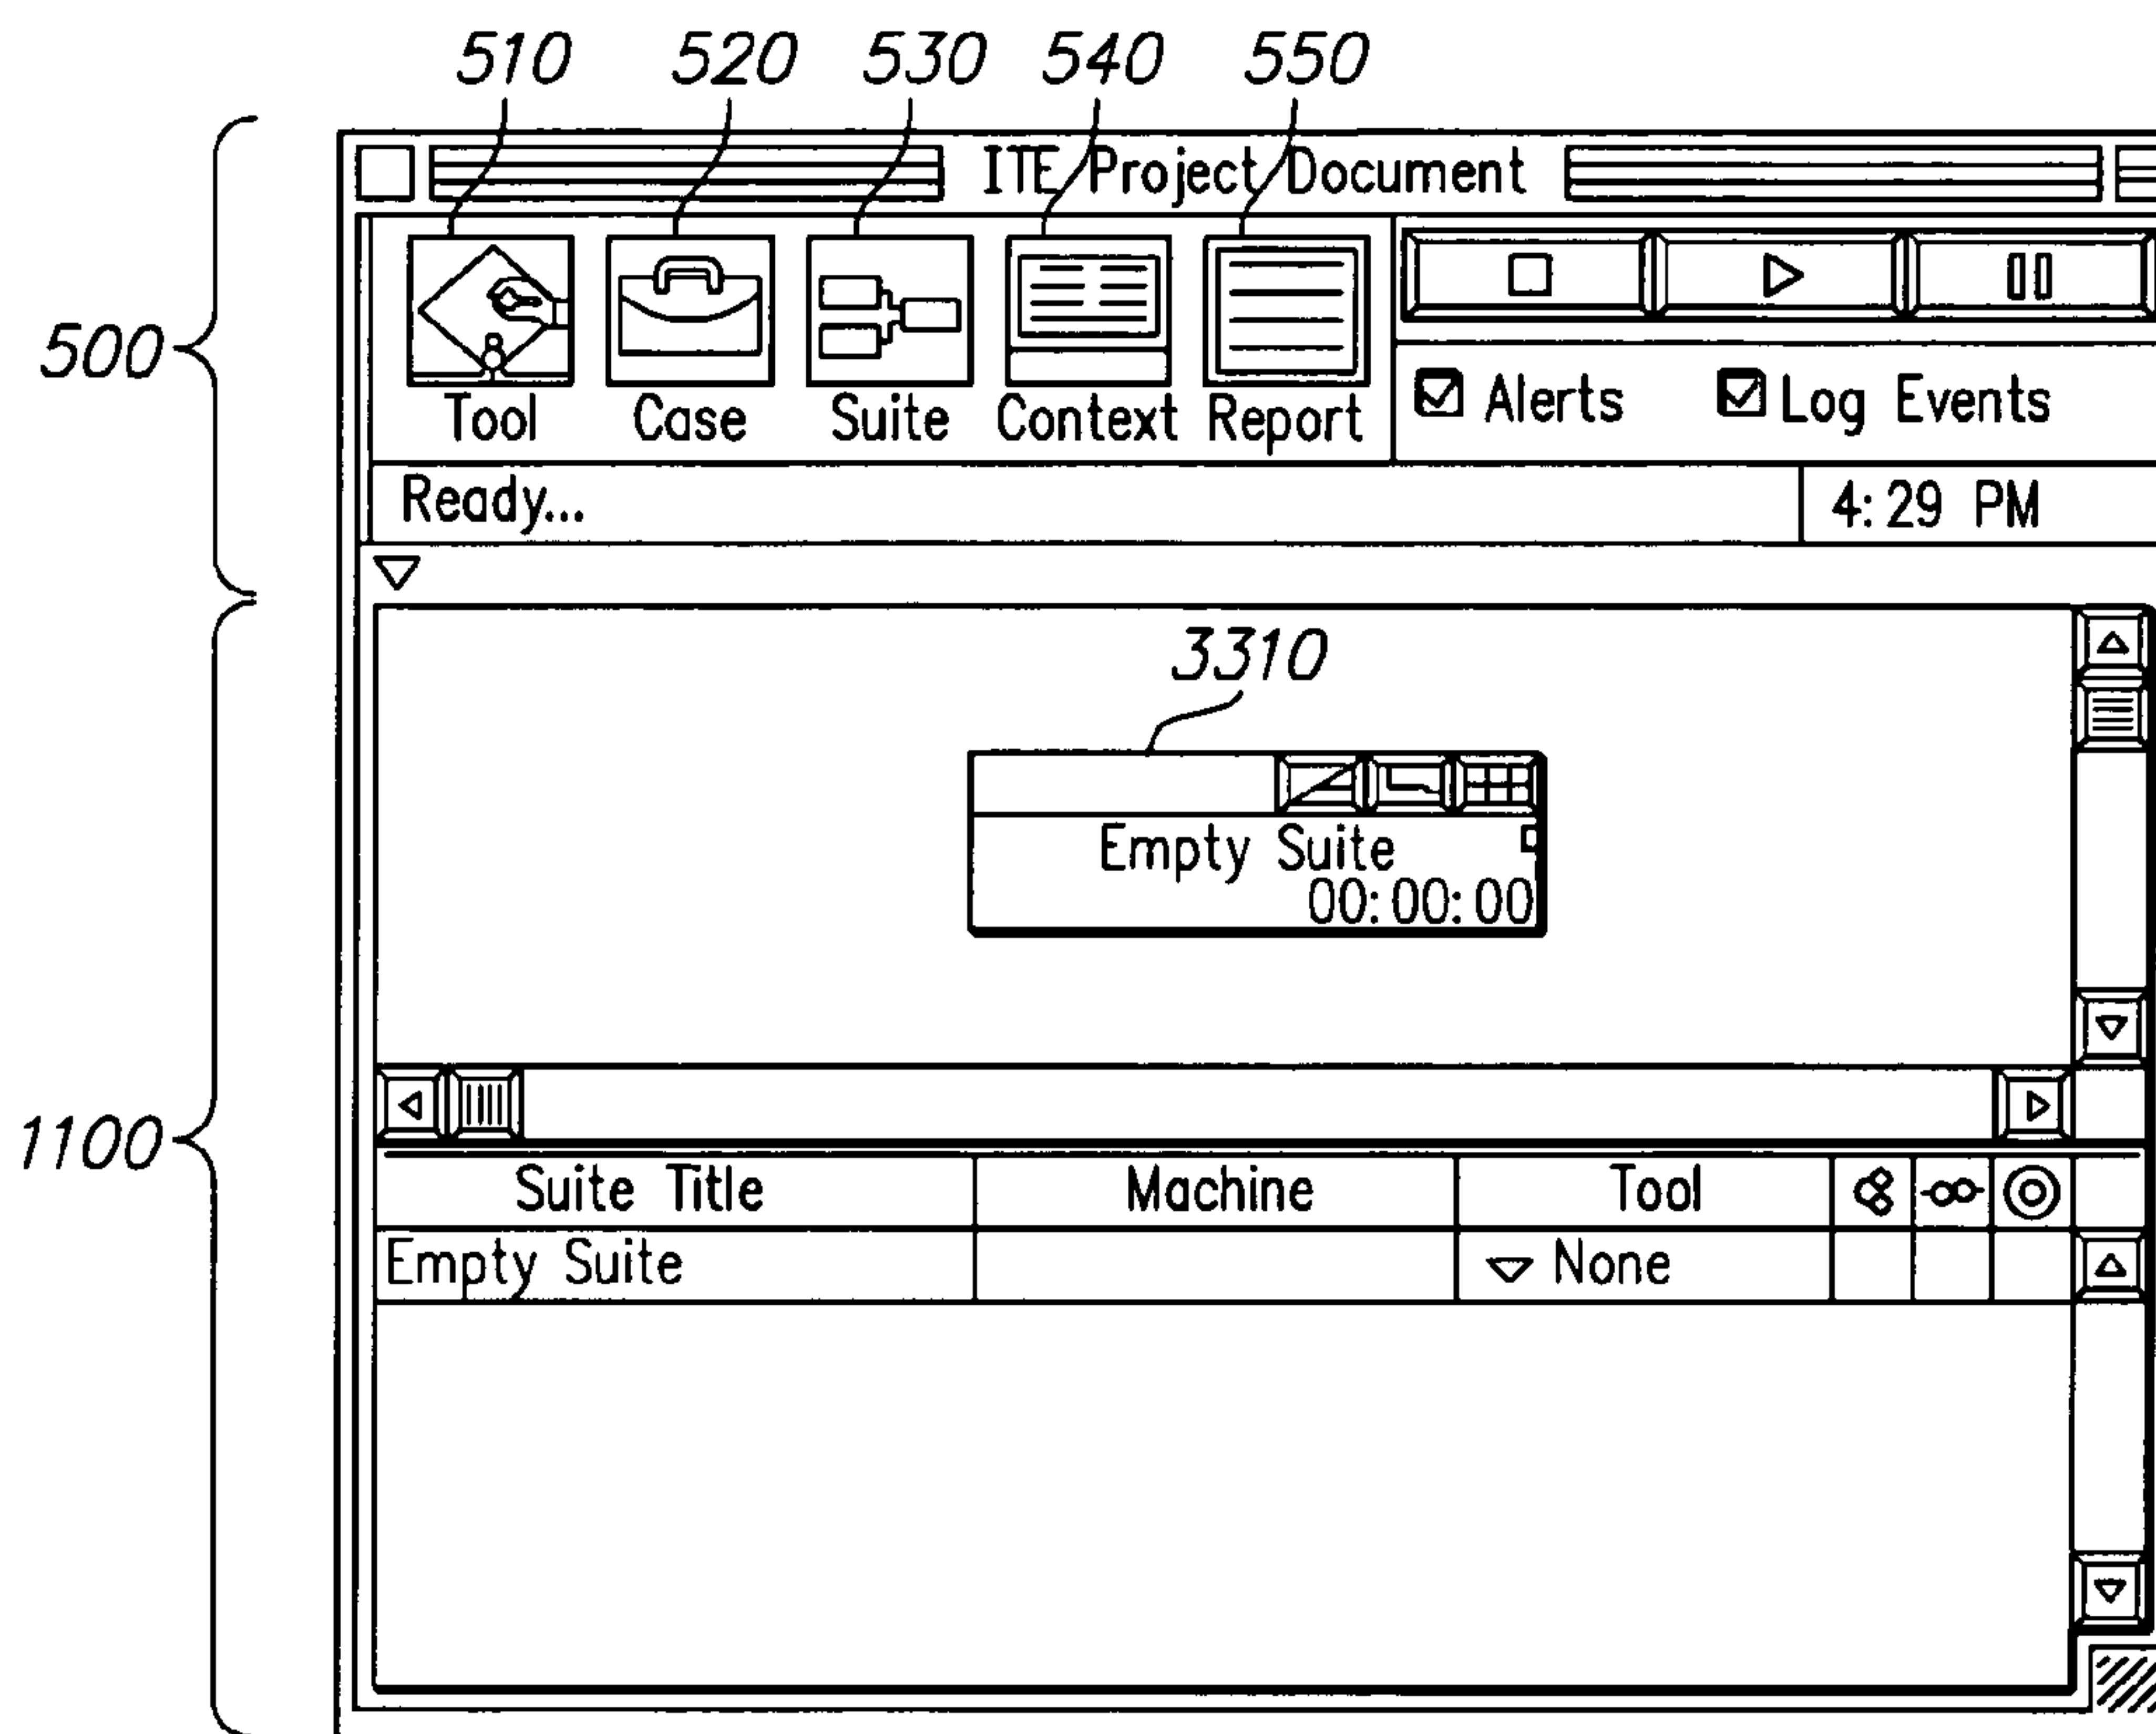 510 520 530 540 550
ITE Project Document
Tool Case Suite Context Report
Alerts Log Events
500
Ready... 4:29 PM
3310
Empty Suite
00:00:00
1100
Suite Title Machine Tool
Empty Suite None